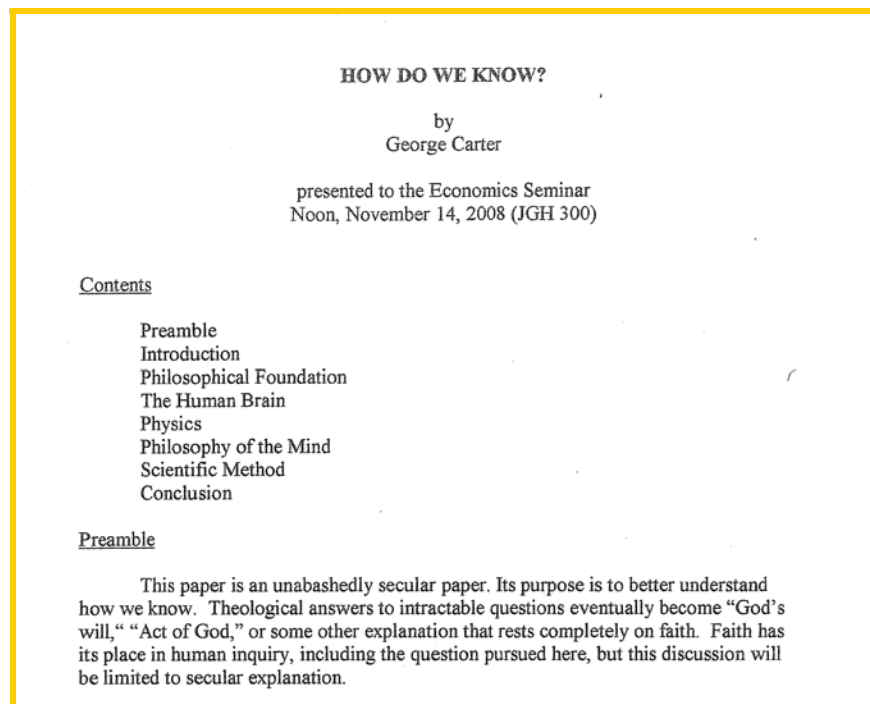 HOW DO WE KNOW?
by
George Carter
presented to the Economics Seminar
Noon, November 14, 2008 (JGH 300)
Contents
Preamble
Introduction
Philosophical Foundation
The Human Brain
Physics
Philosophy of the Mind
Scientific Method
Conclusion
Preamble
This paper is an unabashedly secular paper. Its purpose is to better understand
how we know.  Theological answers to intractable questions eventually become “God’s
will,“ “Act of God,” or some other explanation that rests completely on faith.  Faith has
its place in human inquiry, including the question pursued here, but this discussion will
be limited to secular explanation.